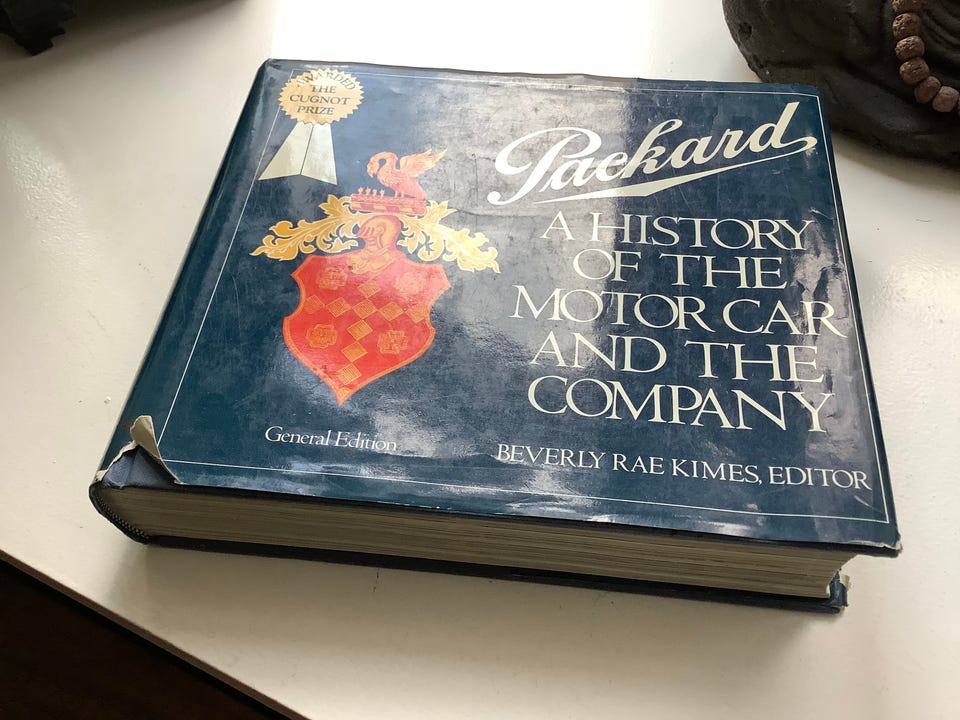 AWARDED
THE
CUGNOT
PRIZE
Packard
A HISTORY
OF THE
MOTOR CAR
AND THE
COMPANY
General Edition
BEVERLY RAE KIMES, EDITOR